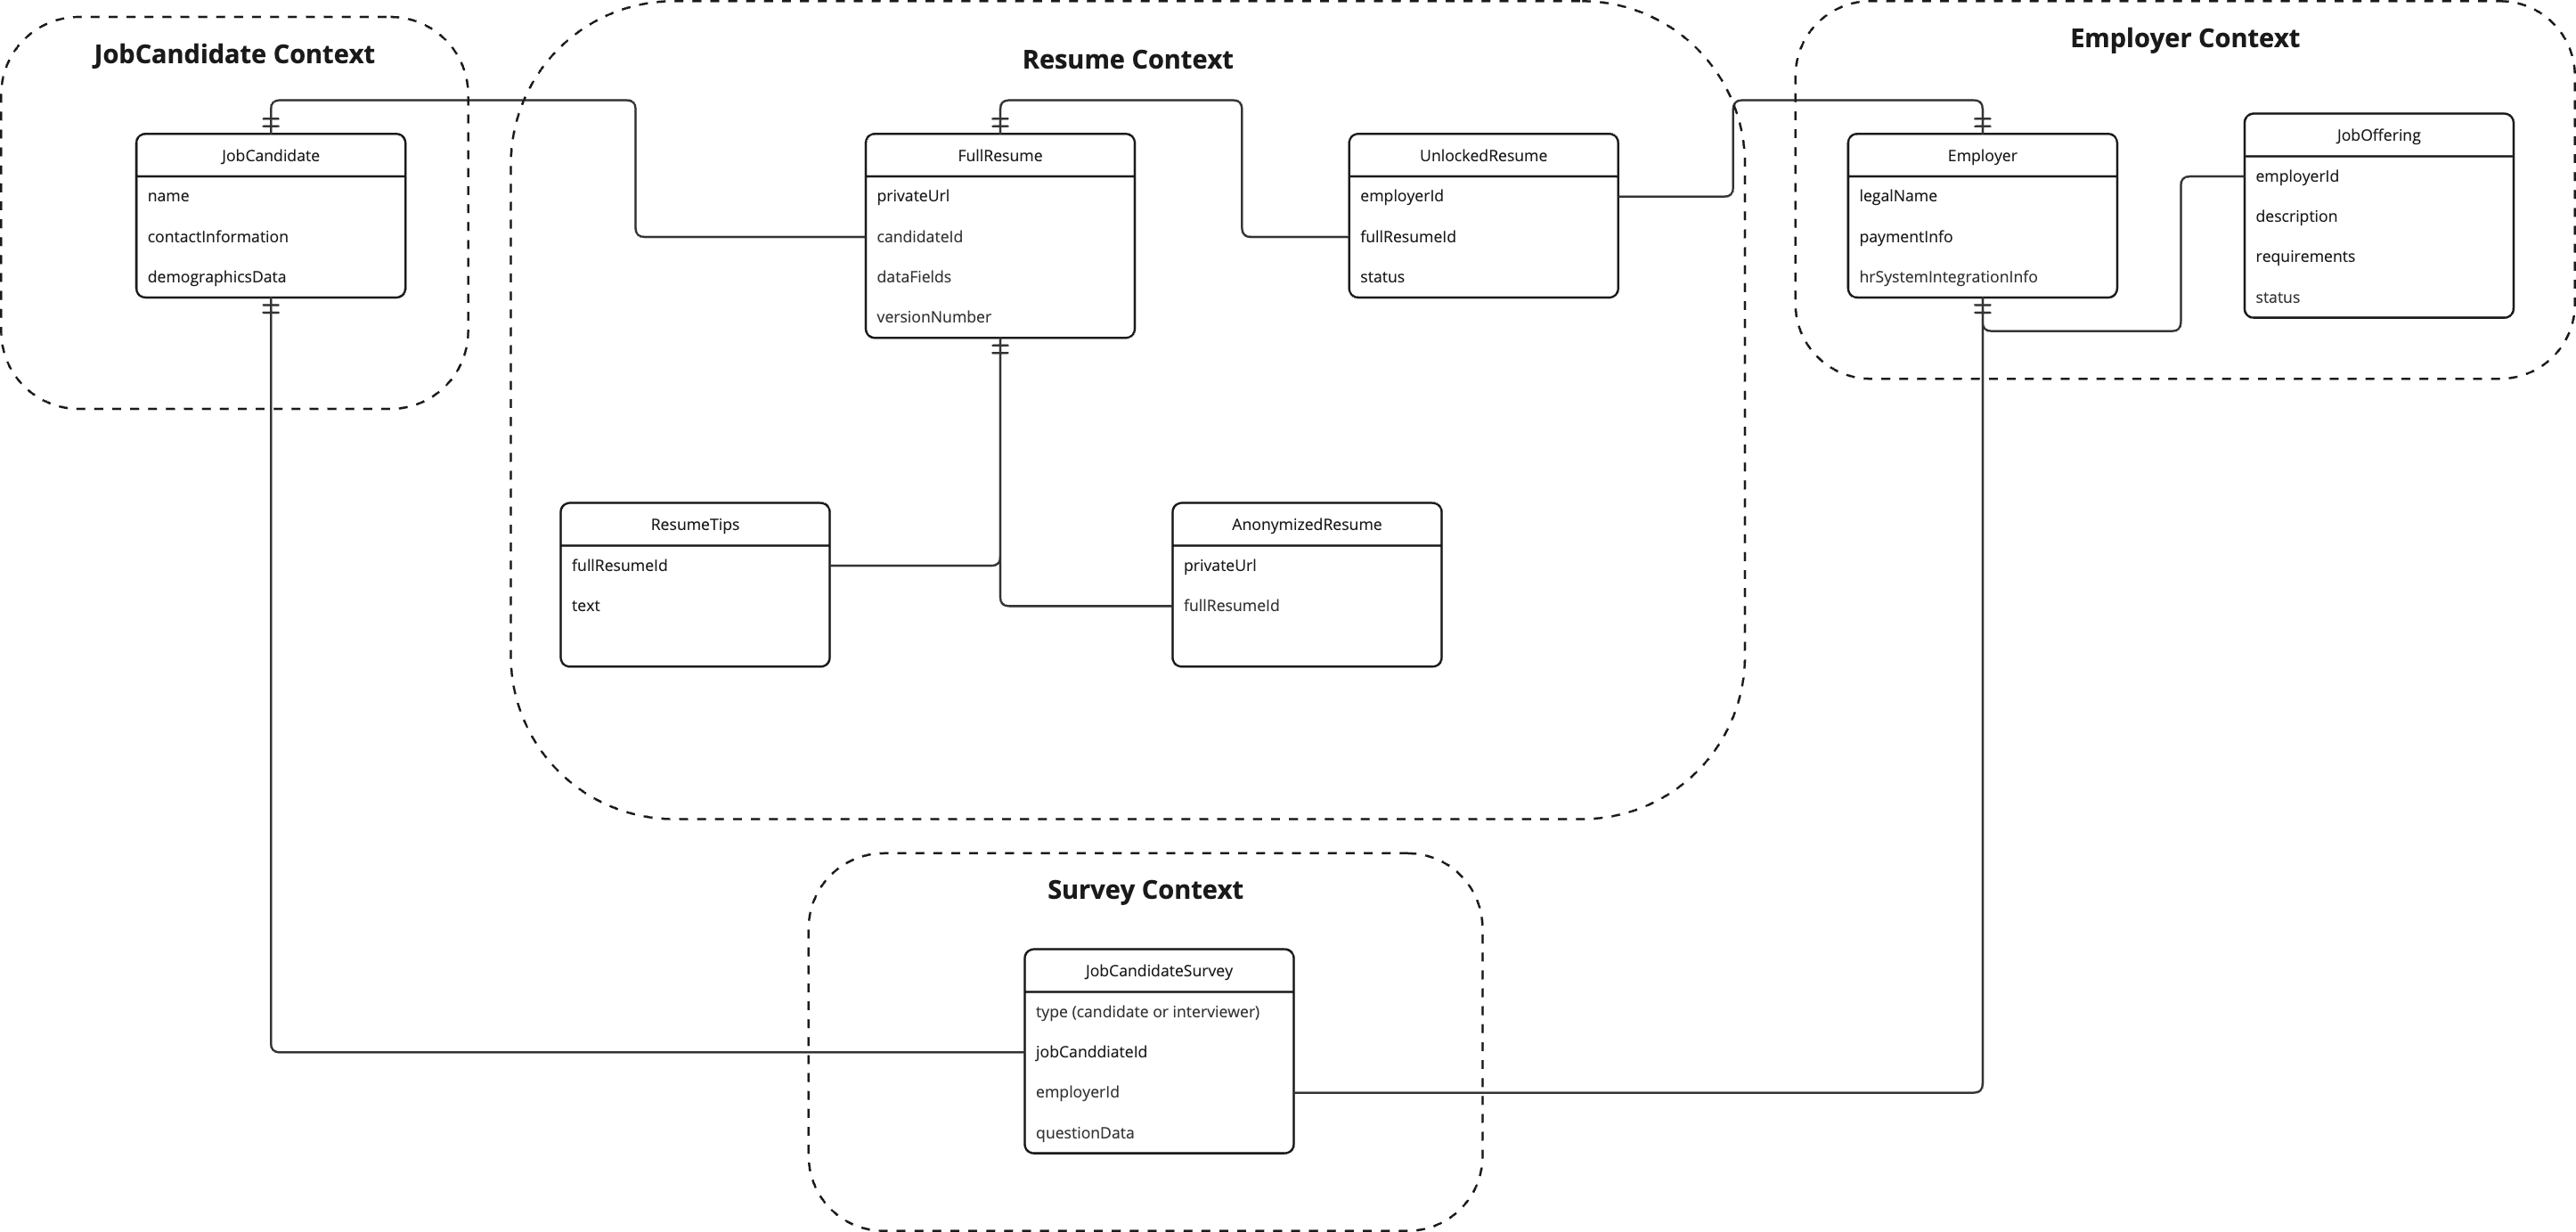 JobCandidate Context
JobCandidate
name
contactInformation
demographicsData
Resume Context
FullResume
privateUrl
candidateId
dataFields
versionNumber
UnlockedResume
employerId
fullResumeId
status
ResumeTips
fullResumeId
text
AnonymizedResume
privateUrl
fullResumeId
Employer Context
Employer
legalName
paymentInfo
hrSystemIntegrationInfo
JobOffering
employerId
description
requirements
status
Survey Context
JobCandidateSurvey
type (candidate or interviewer)
jobCanddiateId
employerId
questionData